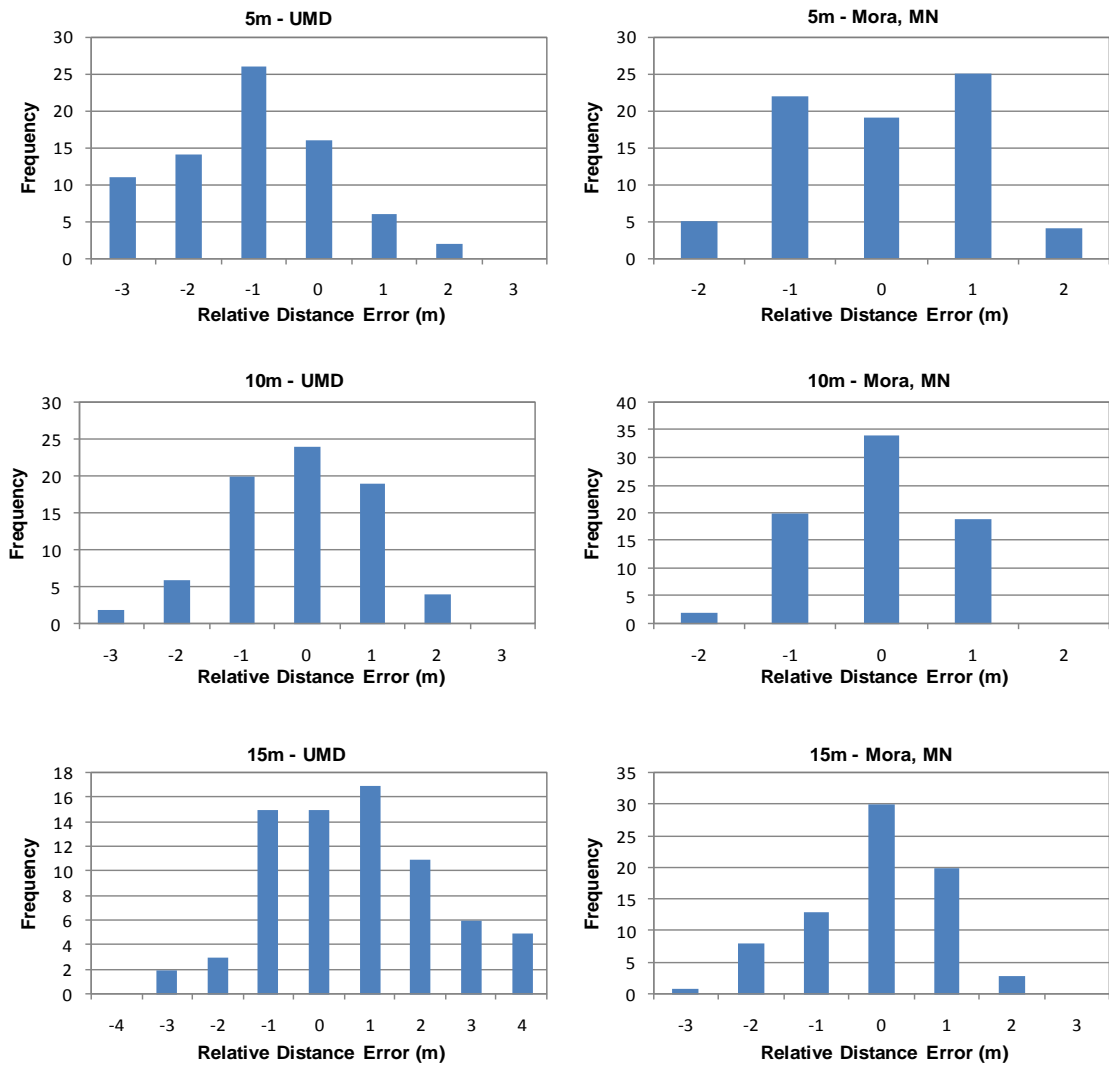 5m - UMD
30
25
20
15
10
5
0
Frequency
-3 -2 -1 0 1 2 3
Relative Distance Error (m)
5m - Mora, MN
30
25
20
15
10
5
0
Frequency
-2 -1 0 1 2
Relative Distance Error (m)
10m - UMD
30
25
20
15
10
5
0
Frequency
-3 -2 -1 0 1 2 3
Relative Distance Error (m)
10m - Mora, MN
40
35
30
25
20
15
10
5
0
Frequency
-2 -1 0 1 2
Relative Distance Error (m)
15m - UMD
18
16
14
12
10
8
6
4
2
0
Frequency
-4 -3 -2 -1 0 1 2 3 4
Relative Distance Error (m)
15m - Mora, MN
35
30
25
20
15
10
5
0
Frequency
-3 -2 -1 0 1 2 3
Relative Distance Error (m)